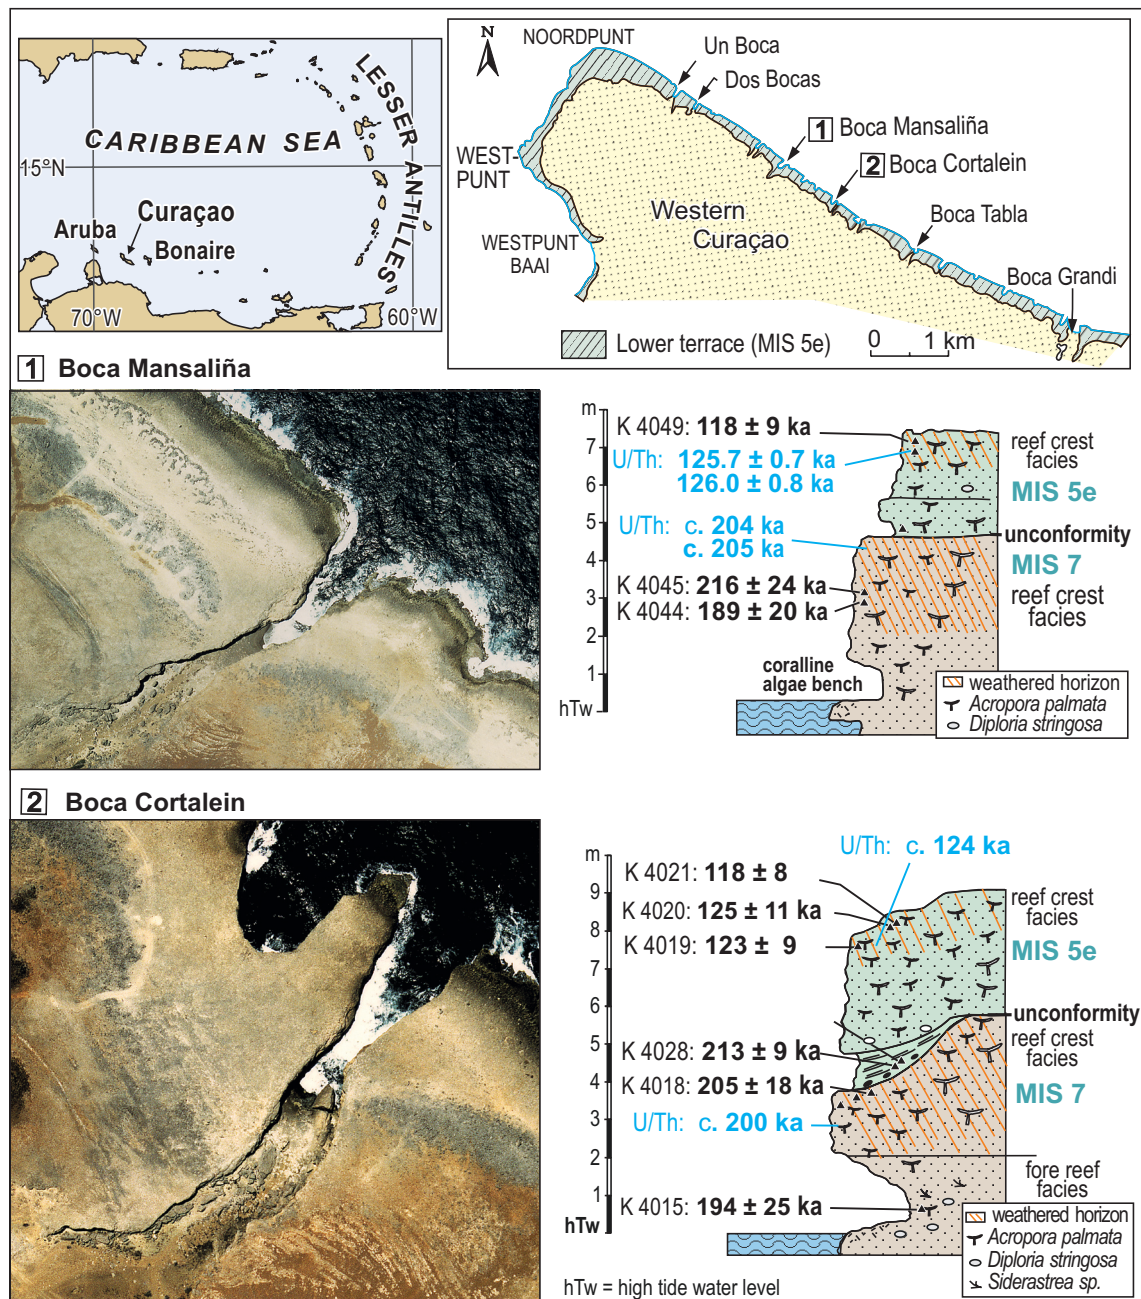 CARIBBEAN SEA
LESSER ANTILLES
15°N
Curaçao
Aruba
Bonaire
70°W
60°W
N
NOORDPUNT
Un Boca
Dos Bocas
1 Boca Mansaliña
2 Boca Cortalein
WEST-
PUNT
Western
Curaçao
Boca Tabla
WESTPUNT
BAAI
Boca Grandi
Lower terrace (MIS 5e)
0 1 km
1 Boca Mansaliña
m
7
6
5
4
3
2
1
hTw
K 4049: 118 ± 9 ka
U/Th: 125.7 ± 0.7 ka
126.0 ± 0.8 ka
U/Th: c. 204 ka
c. 205 ka
K 4045: 216 ± 24 ka
K 4044: 189 ± 20 ka
coralline
algae bench
reef crest
facies
MIS 5e
unconformity
MIS 7
reef crest
facies
weathered horizon
Acropora palmata
Diploria stringosa
2 Boca Cortalein
m
9
8
7
6
5
4
3
2
1
hTw
U/Th: c. 124 ka
K 4021: 118 ± 8
K 4020: 125 ± 11 ka
K 4019: 123 ± 9
K 4028: 213 ± 9 ka
K 4018: 205 ± 18 ka
U/Th: c. 200 ka
K 4015: 194 ± 25 ka
reef crest
facies
MIS 5e
unconformity
reef crest
facies
MIS 7
fore reef
facies
weathered horizon
Acropora palmata
Diploria stringosa
Siderastrea sp.
hTw = high tide water level